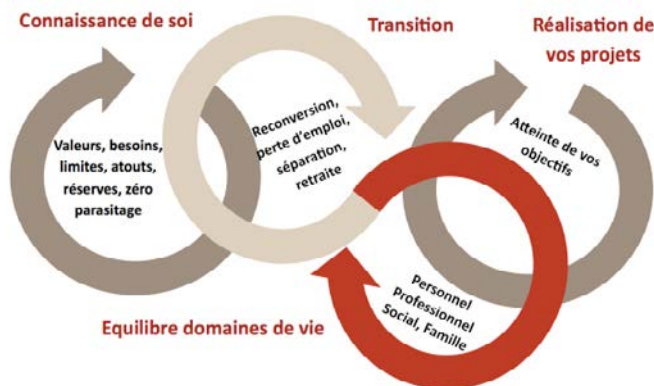 Connaissance de soi
Transition
Réalisation de
vos projets
Valeurs, besoins,
limites, atouts,
réserves, zéro
parasitage
Reconversion,
perte d'emploi,
séparation,
retraite
Atteinte de vos
objectifs
Personnel
Professionnel
Social, Famille
Equilibre domaines de vie